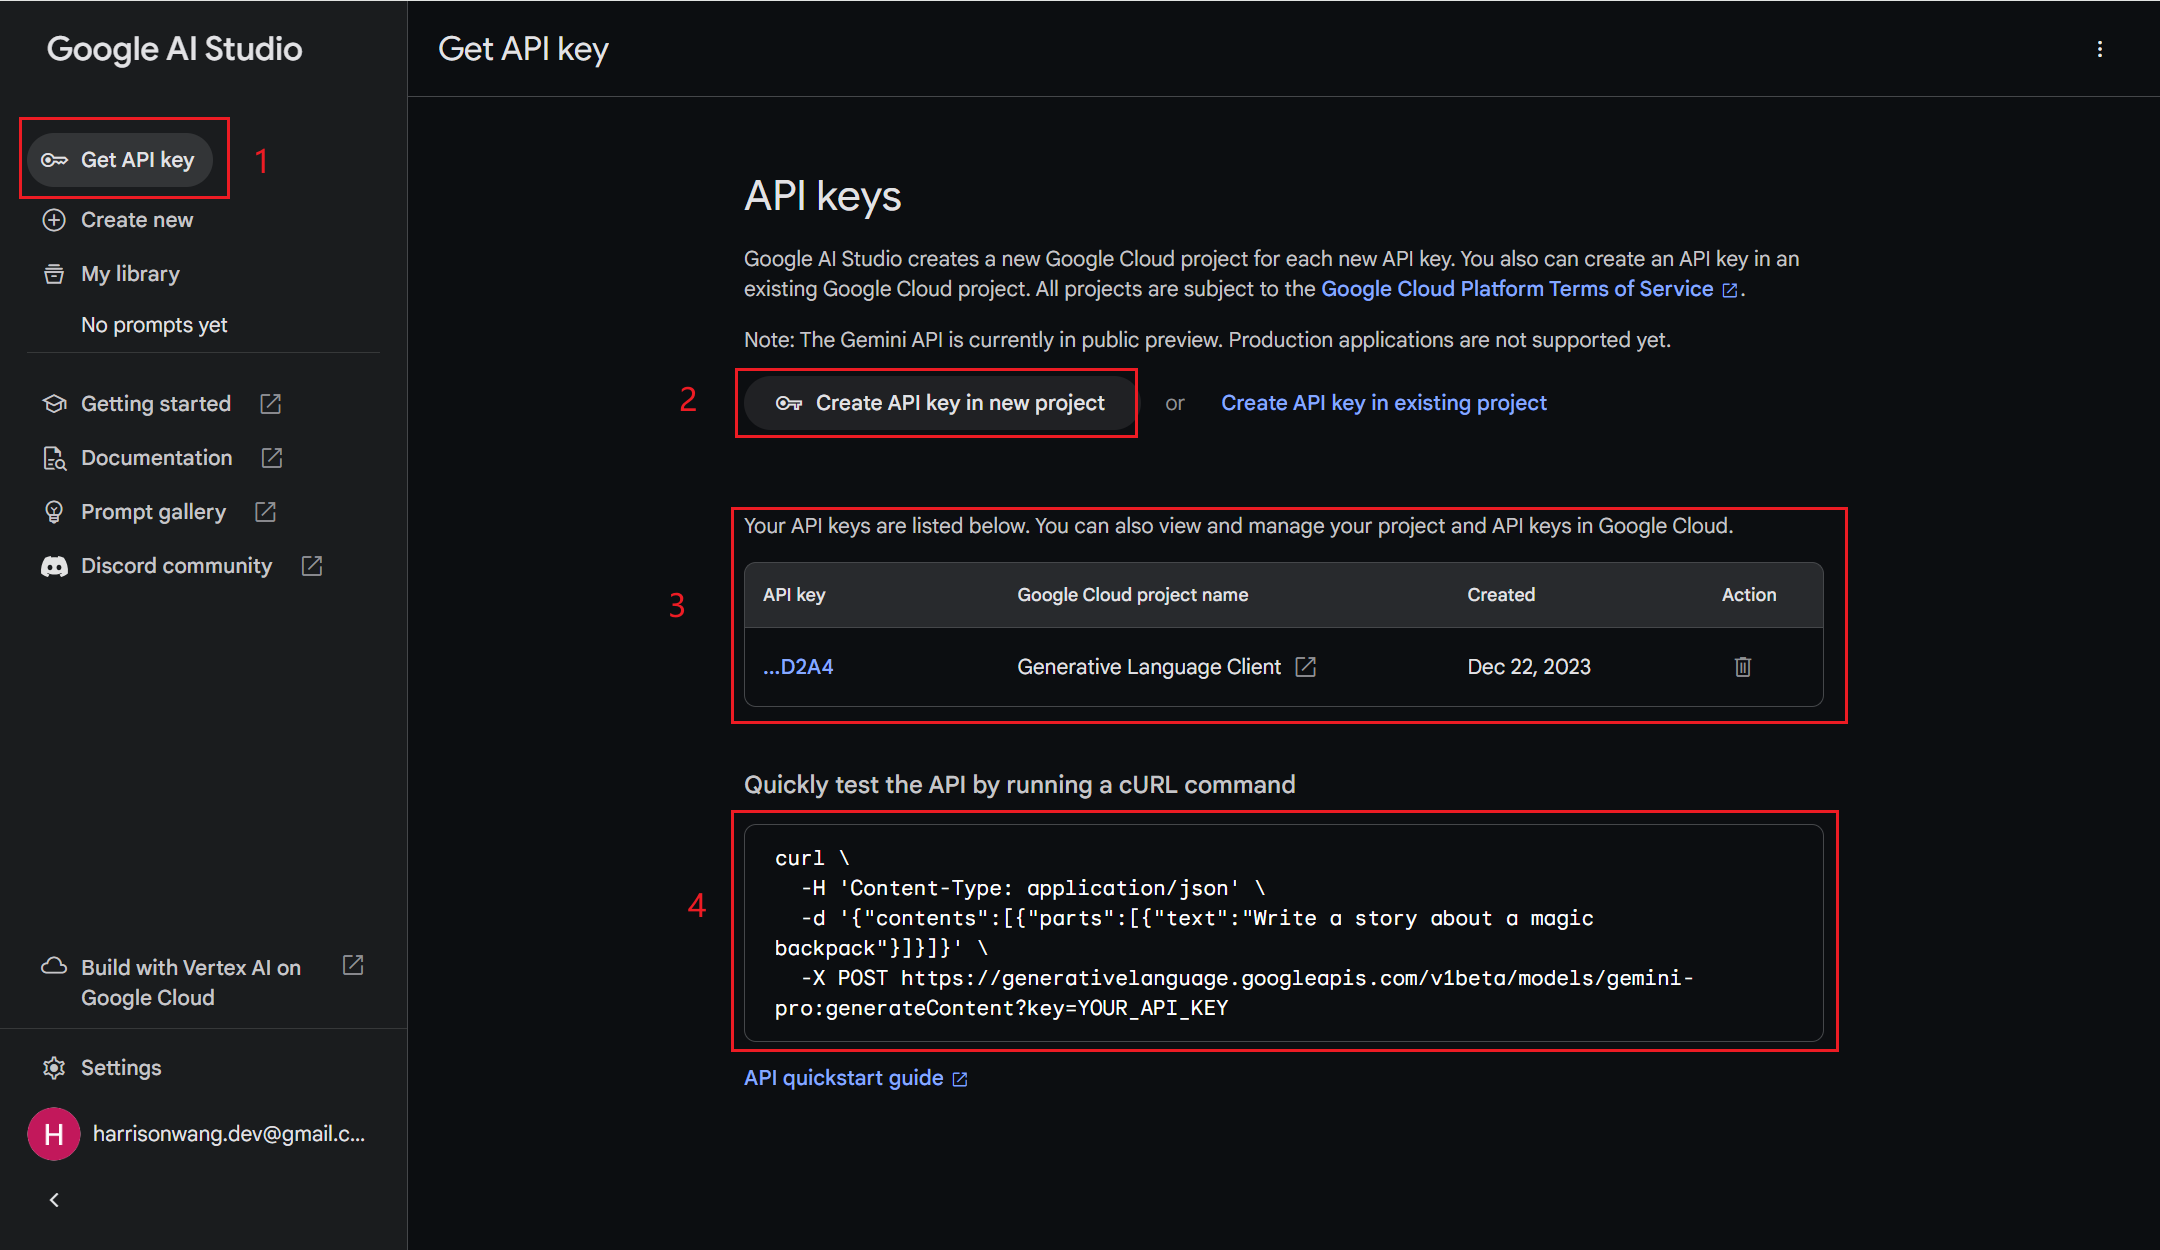 Google AI Studio
Get API key
1
Create new
My library
No prompts yet
Getting started
Documentation
Prompt gallery
Discord community
Build with Vertex AI on
Google Cloud
Settings
H
harrisonwang.dev@gmail.c...
Get API key
API keys
Google AI Studio creates a new Google Cloud project for each new API key. You also can create an API key in an
existing Google Cloud project. All projects are subject to the Google Cloud Platform Terms of Service .
Note: The Gemini API is currently in public preview. Production applications are not supported yet.
2
Create API key in new project or Create API key in existing project
Your API keys are listed below. You can also view and manage your project and API keys in Google Cloud.
3
API key Google Cloud project name Created Action
...D2A4 Generative Language Client Dec 22, 2023
Quickly test the API by running a cURL command
4
curl \
-H 'Content-Type: application/json' \
-d '{"contents":[{"parts":[{"text":"Write a story about a magic
backpack"}]}]}' \
-X POST https://generativelanguage.googleapis.com/v1beta/models/gemini-
pro:generateContent?key=YOUR_API_KEY
API quickstart guide